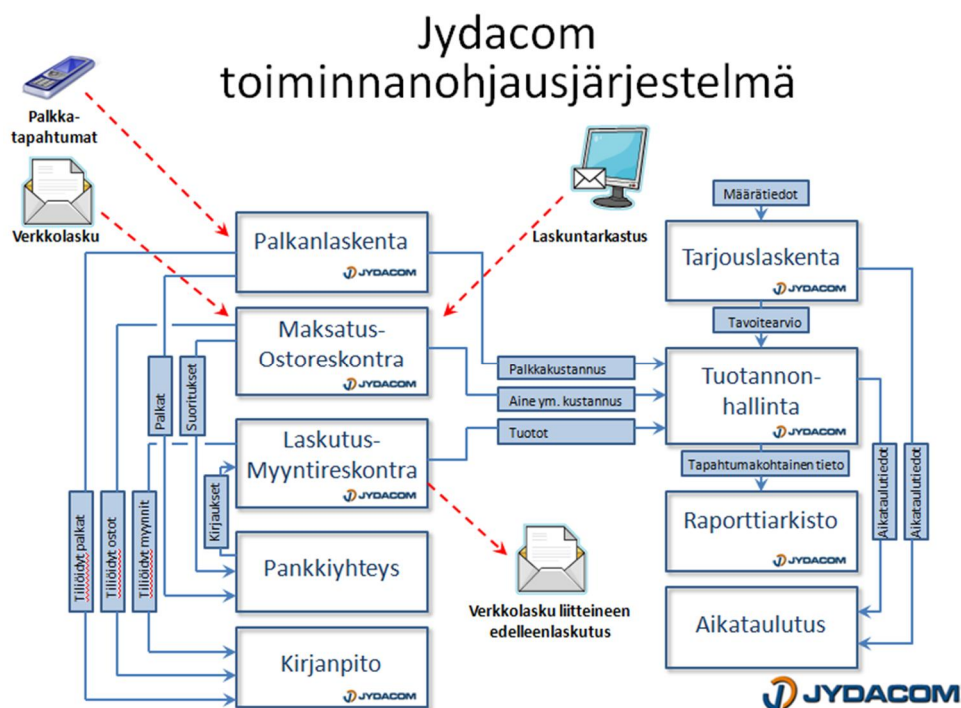 Jydacom
toiminnanohjausjärjestelmä
Palkka-
tapahtumat
Verkkolasku
Laskuntarkastus
Määrätiedot
Palkanlaskenta
JYDACOM
Tarjouslaskenta
JYDACOM
Tavoitearvio
Maksatus-
Ostoreskontra
JYDACOM
Palkkakustannus
Aine ym. kustannus
Tuotot
Tuotannon-
hallinta
JYDACOM
Palkat
Suoritukset
Laskutus-
Myyntireskontra
JYDACOM
Kirjaukset
Tapahtumakohtainen tieto
Aikataulutiedot
Aikataulutiedot
Raporttiarkisto
JYDACOM
Tiliöidyt palkat
Tiliöidyt ostot
Tiliöidyt myynnit
Pankkiyhteys
Verkkolasku liitteineen
edelleenlaskutus
Aikataulutus
Kirjanpito
JYDACOM
JYDACOM